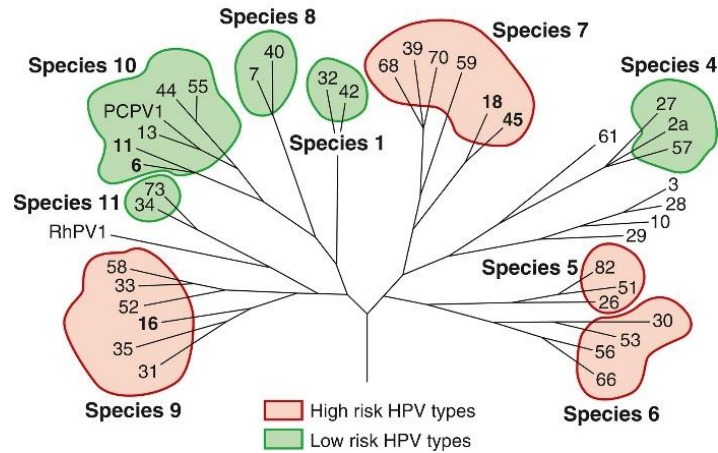 Species 8
Species 7
Species 10
Species 4
40
7
39
70
59
68
18
45
44
55
PCPV1
13
11
6
32
42
Species 1
27
2a
57
61
3
28
10
29
Species 11
73
34
RhPV1
Species 5
82
51
26
58
33
52
16
35
31
Species 9
30
53
56
66
Species 6
High risk HPV types
Low risk HPV types